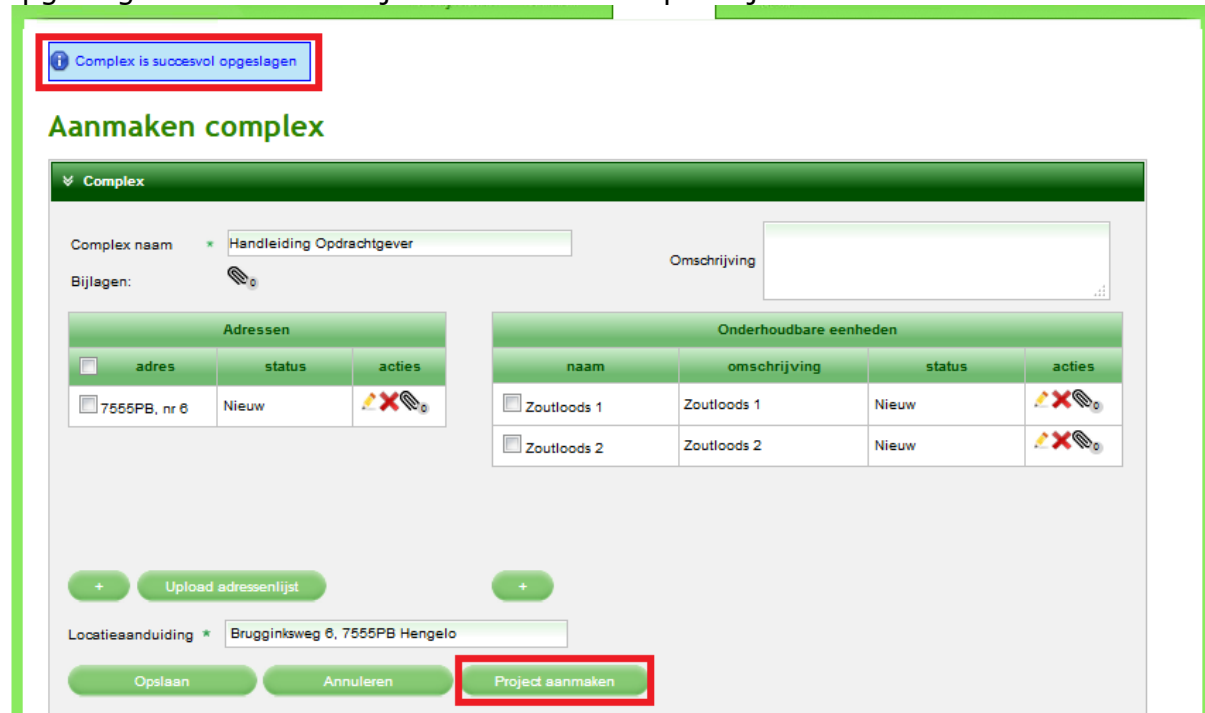 Complex is succesvol opgeslagen
Aanmaken complex
Complex
Complex naam * Handleiding Opdrachtgever
Omschrijving
Bijlagen: 0
Adressen
adres status acties
7555PB, nr 6 Nieuw 0
Onderhoudbare eenheden
naam omschrijving status acties
Zoutloods 1 Zoutloods 1 Nieuw 0
Zoutloods 2 Zoutloods 2 Nieuw 0
+ Upload adressenlijst +
Locatieaanduiding * Brugginksweg 6, 7555PB Hengelo
Opslaan Annuleren Project aanmaken